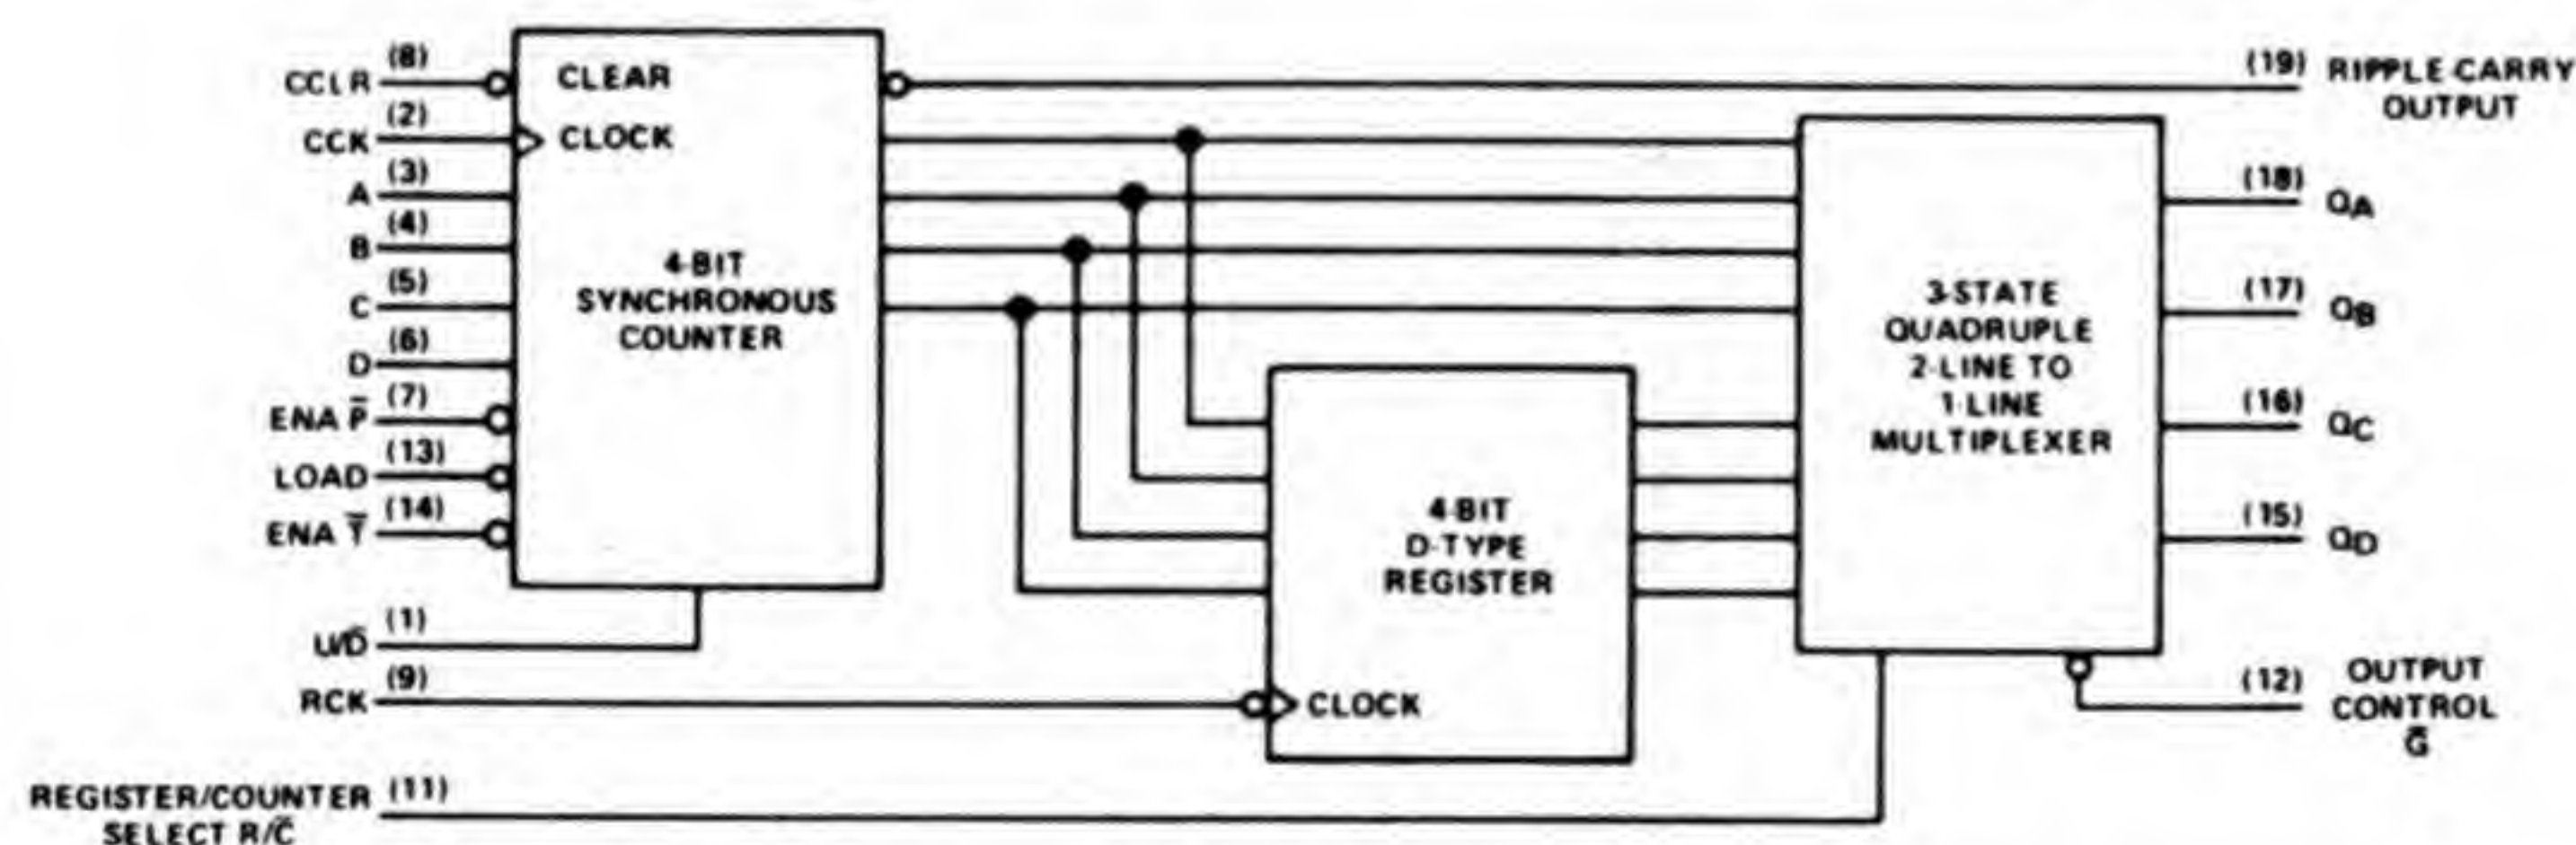 CCLR (8)
CLEAR
(19) RIPPLE CARRY
OUTPUT
CCK (2)
CLOCK
A (3)
(18) QA
B (4)
4-BIT
SYNCHRONOUS
COUNTER
3-STATE
QUADRUPLE
2-LINE TO
1-LINE
MULTIPLEXER
C (5)
(17) QB
D (6)
ENA P̅ (7)
(16) QC
LOAD (13)
ENA T̅ (14)
4-BIT
D-TYPE
REGISTER
(15) QD
U/D̅ (1)
RCK (9)
CLOCK
(12) OUTPUT
CONTROL
G̅
REGISTER/COUNTER (11)
SELECT R/C̅